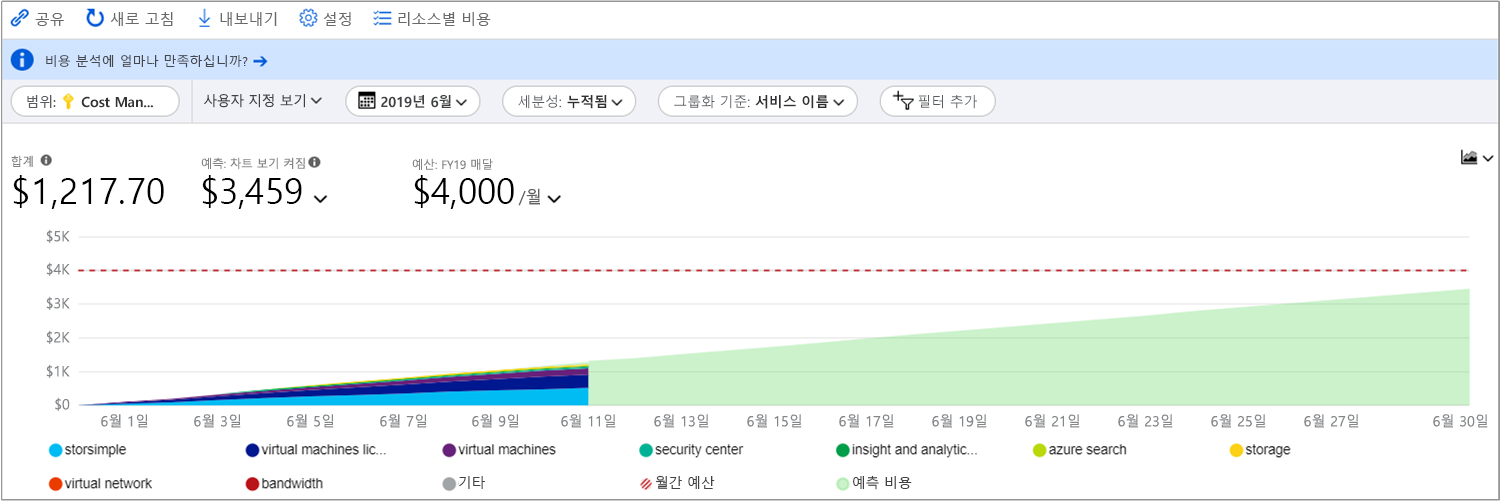 공유 새로 고침 내보내기 설정 리소스별 비용
비용 분석에 얼마나 만족하십니까?
범위: Cost Man... 사용자 지정 보기 2019년 6월 세분성: 누적됨 그룹화 기준: 서비스 이름 필터 추가
합계 예측: 차트 보기 켜짐 예산: FY19 매달
$1,217.70 $3,459 $4,000 /월
$5K
$4K
$3K
$2K
$1K
$0
6월 1일 6월 3일 6월 5일 6월 7일 6월 9일 6월 11일 6월 13일 6월 15일 6월 17일 6월 19일 6월 21일 6월 23일 6월 25일 6월 27일 6월 30일
storsimple virtual machines lic... virtual machines security center insight and analytic... azure search storage
virtual network bandwidth 기타 월간 예산 예측 비용